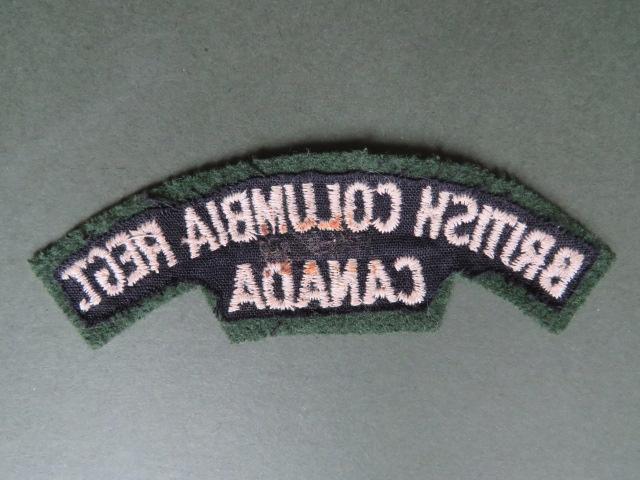 BRITISH COLUMBIA REGT.
CANADA